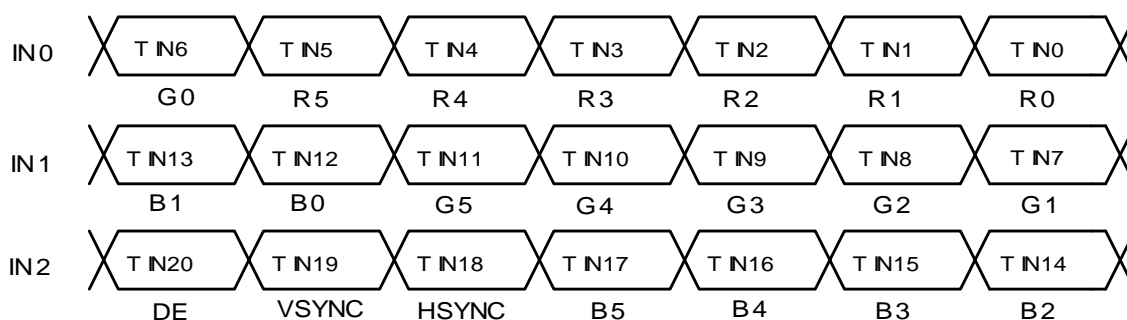 IN0 TIN6 TIN5 TIN4 TIN3 TIN2 TIN1 TIN0
G0 R5 R4 R3 R2 R1 R0
IN1 TIN13 TIN12 TIN11 TIN10 TIN9 TIN8 TIN7
B1 B0 G5 G4 G3 G2 G1
IN2 TIN20 TIN19 TIN18 TIN17 TIN16 TIN15 TIN14
DE VSYNC HSYNC B5 B4 B3 B2